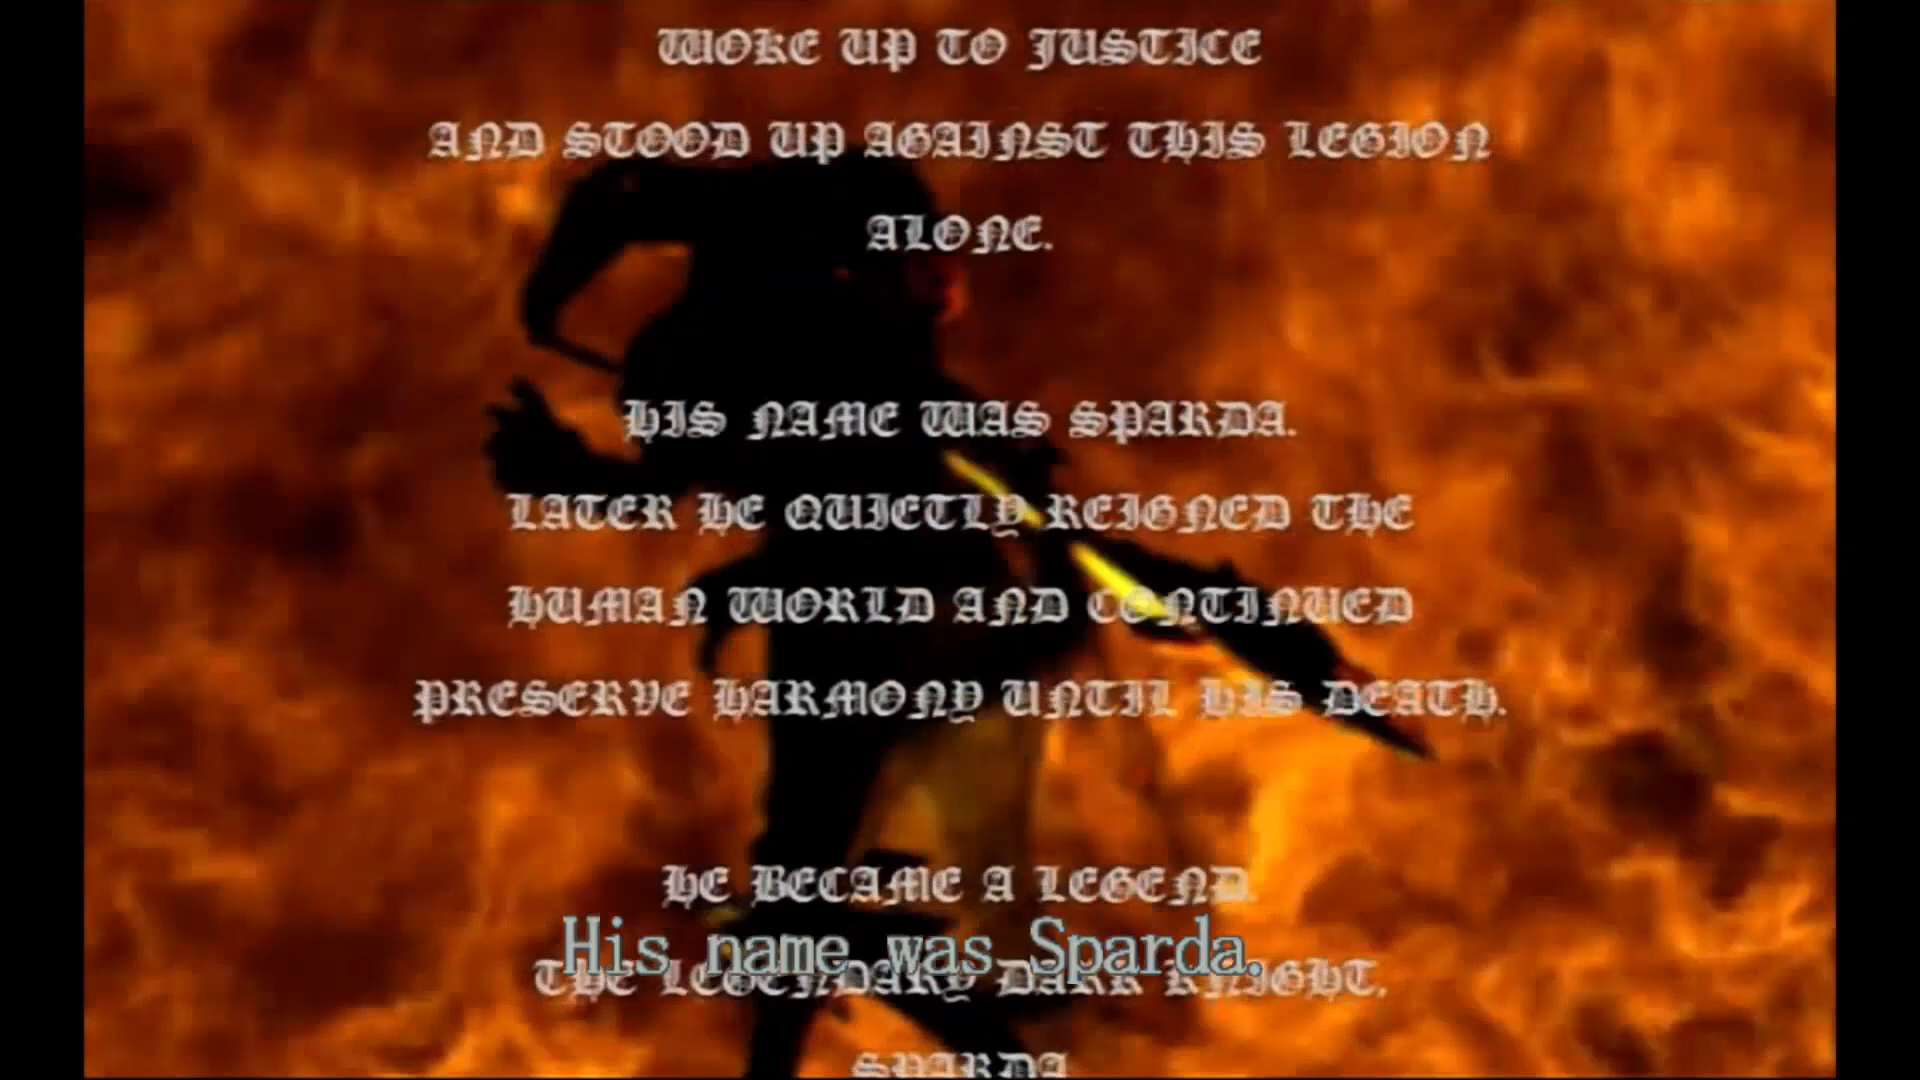 WOKE UP TO JUSTICE
AND STOOD UP AGAINST THIS LEGION
ALONE.
HIS NAME WAS SPARDA.
LATER HE QUIETLY REIGNED THE
HUMAN WORLD AND CONTINUED
PRESERVE HARMONY UNTIL HIS DEATH.
HE BECAME A LEGEND.
His name was Sparda.
THE LEGENDARY DARK KNIGHT,
SPARDA